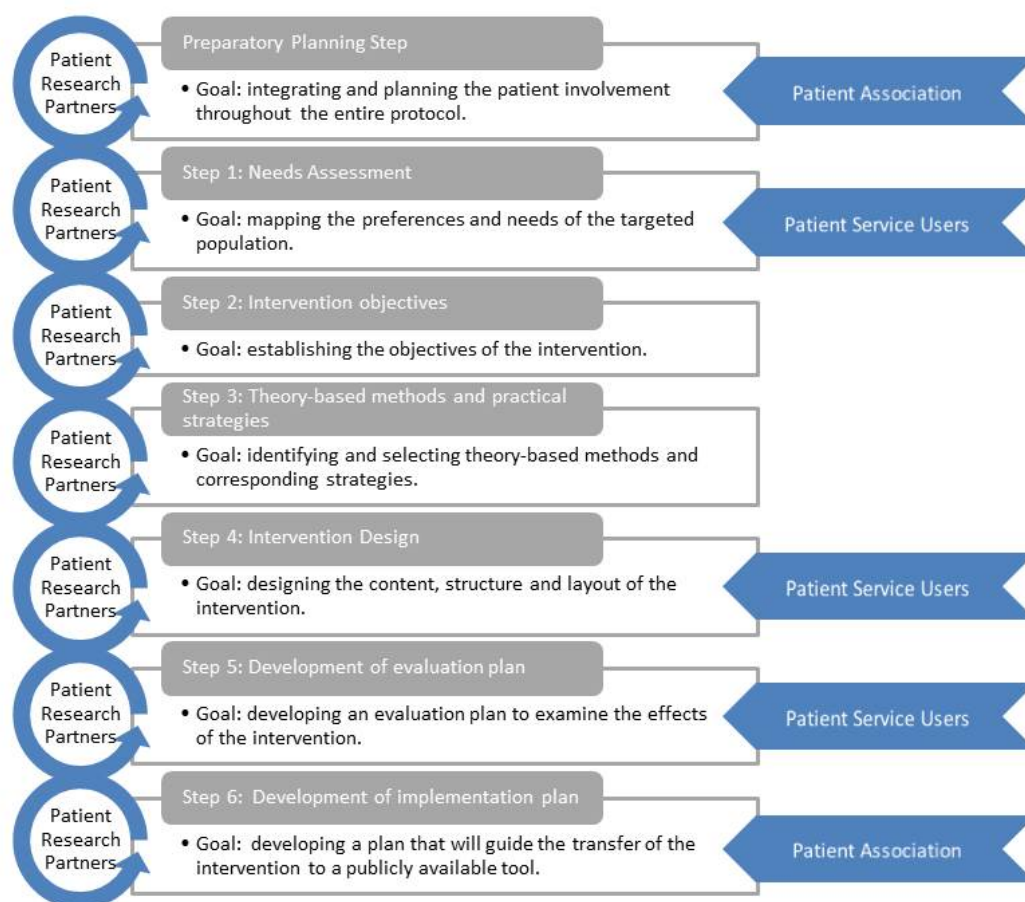 Preparatory Planning Step
Patient
Research
Partners
• Goal: integrating and planning the patient involvement
throughout the entire protocol.
Patient Association
Step 1: Needs Assessment
Patient
Research
Partners
• Goal: mapping the preferences and needs of the targeted
population.
Patient Service Users
Step 2: Intervention objectives
Patient
Research
Partners
• Goal: establishing the objectives of the intervention.
Step 3: Theory-based methods and practical
strategies
Patient
Research
Partners
• Goal: identifying and selecting theory-based methods and
corresponding strategies.
Step 4: Intervention Design
Patient
Research
Partners
• Goal: designing the content, structure and layout of the
intervention.
Patient Service Users
Step 5: Development of evaluation plan
Patient
Research
Partners
• Goal: developing an evaluation plan to examine the effects
of the intervention.
Patient Service Users
Step 6: Development of implementation plan
Patient
Research
Partners
• Goal: developing a plan that will guide the transfer of the
intervention to a publicly available tool.
Patient Association